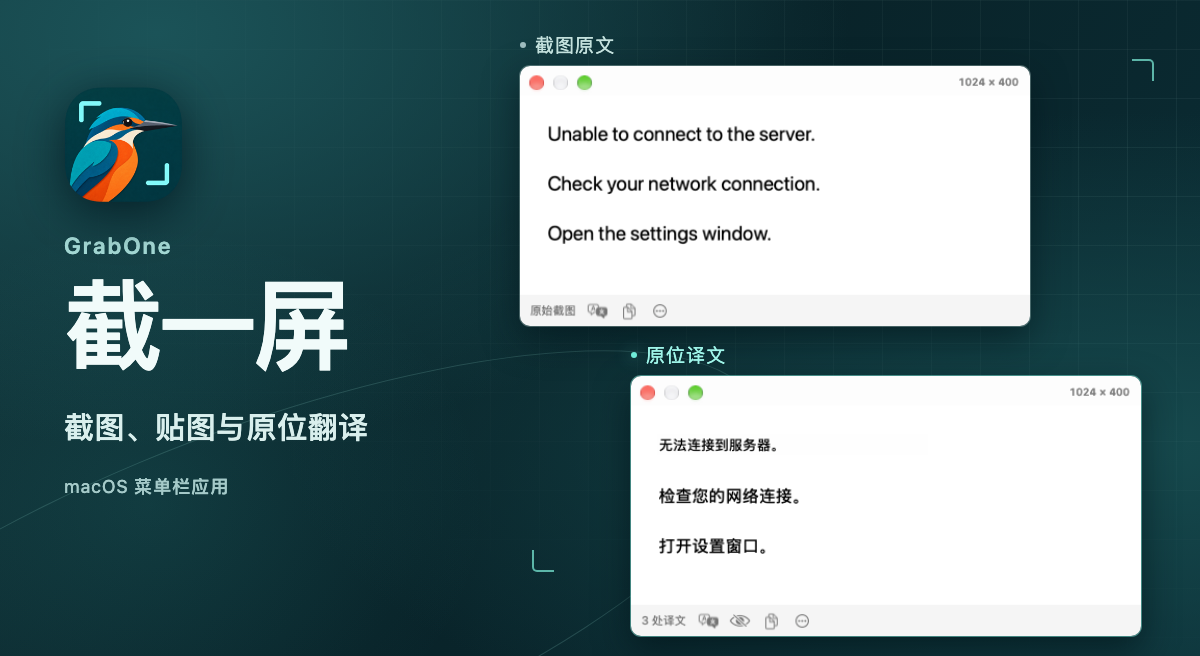 GrabOne
截一屏
截图、贴图与原位翻译
macOS 菜单栏应用
截图原文
1024 × 400
Unable to connect to the server.
Check your network connection.
Open the settings window.
原始截图
原位译文
1024 × 400
无法连接到服务器。
检查您的网络连接。
打开设置窗口。
3 处译文